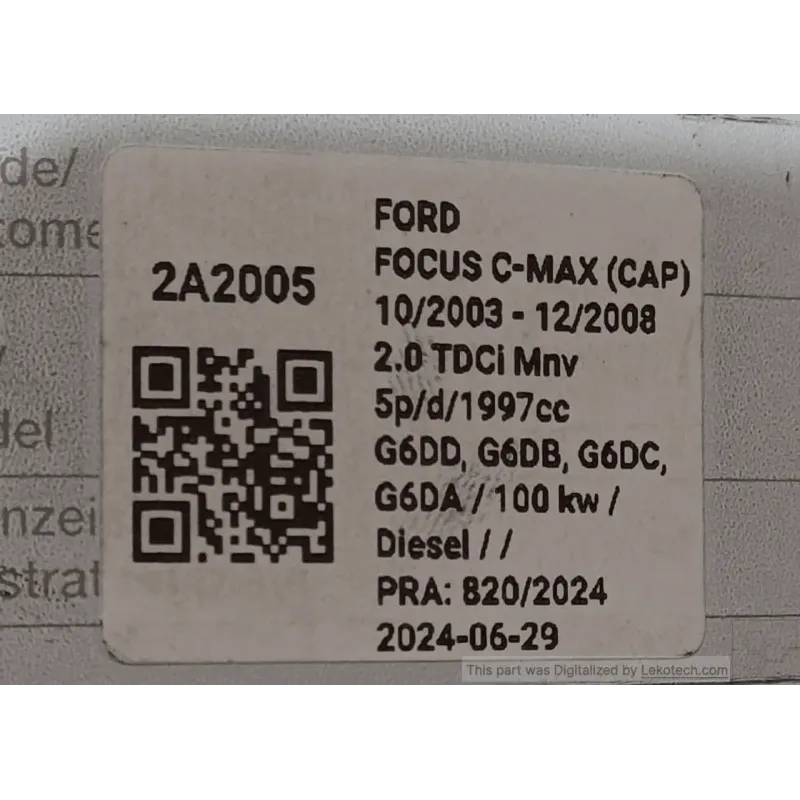 2A2005
FORD
FOCUS C-MAX (CAP)
10/2003 - 12/2008
2.0 TDCi Mnv
5p/d/1997cc
G6DD, G6DB, G6DC,
G6DA / 100 kw /
Diesel / /
PRA: 820/2024
2024-06-29
de/
tome
/
del
nzei
strat
This part was Digitalized by Lekotech.com